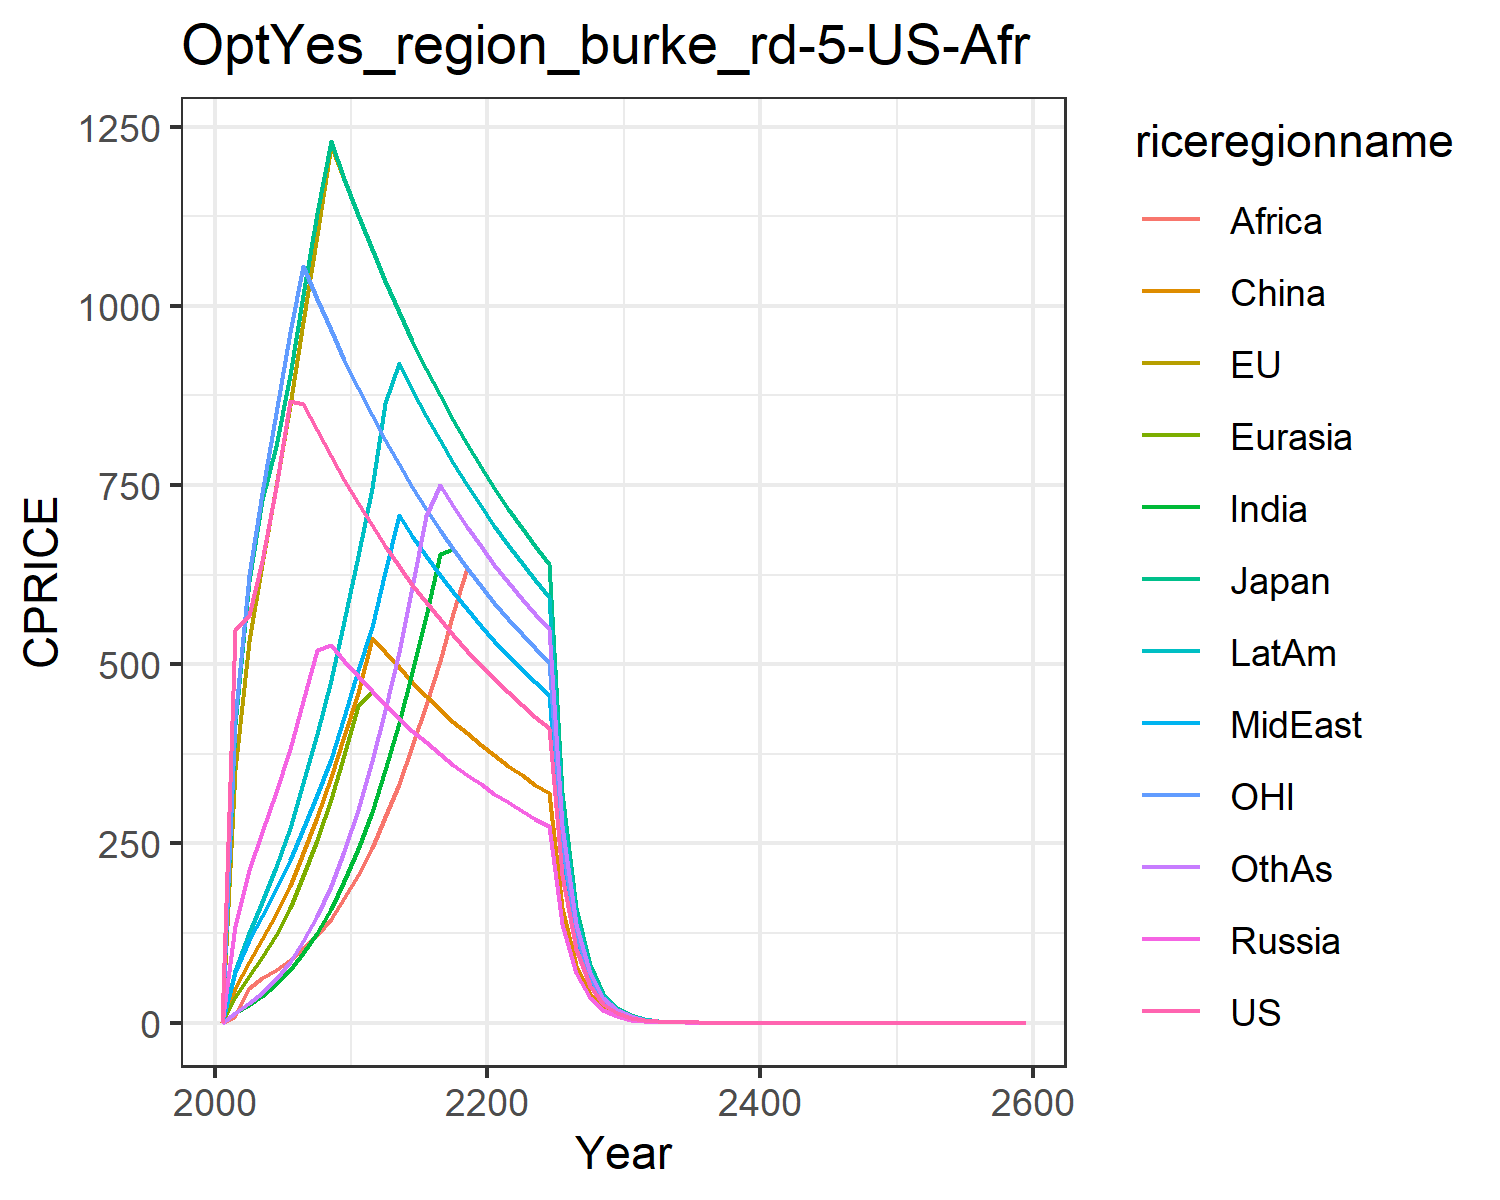 OptYes_region_burke_rd-5-US-Afr
1250
1000
750
500
250
0
CPRICE
2000 2200 2400 2600
Year
riceregionname
Africa
China
EU
Eurasia
India
Japan
LatAm
MidEast
OHI
OthAs
Russia
US